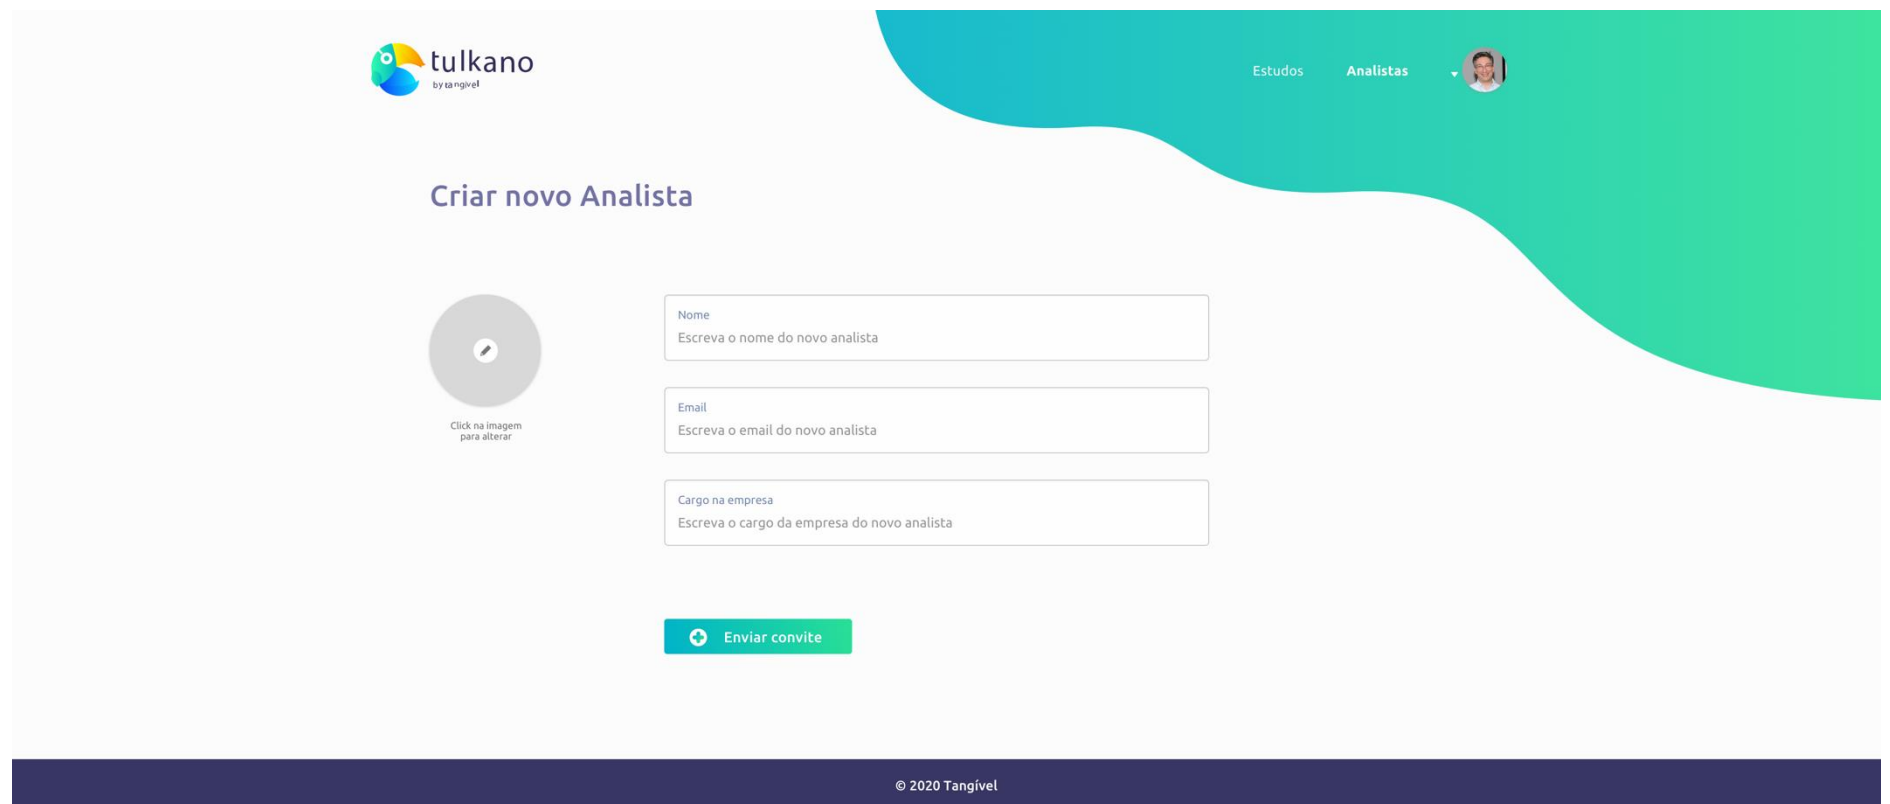 tulkano
by tangível
Estudos
Analistas
Criar novo Analista
Click na imagem
para alterar
Nome
Escreva o nome do novo analista
Email
Escreva o email do novo analista
Cargo na empresa
Escreva o cargo da empresa do novo analista
Enviar convite
© 2020 Tangível